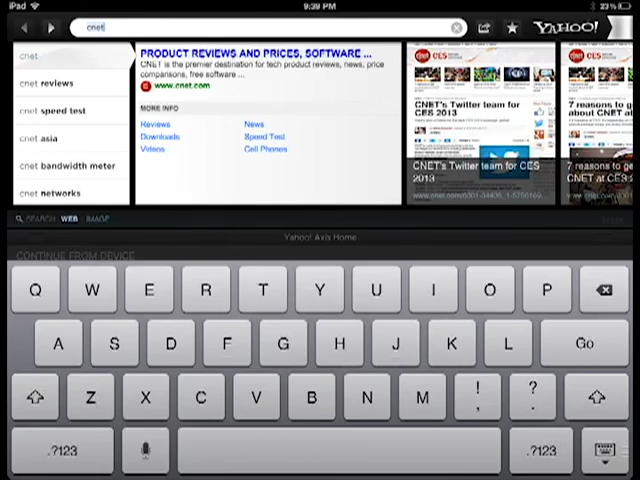 iPad 9:39 PM 23%
cnet YAHOO!
cnet
cnet reviews
cnet speed test
cnet asia
cnet bandwidth meter
cnet networks
PRODUCT REVIEWS AND PRICES, SOFTWARE ...
CNET is the premier destination for tech product reviews, news, price
comparisons, free software ...
www.cnet.com
MORE INFO
Reviews News
Downloads Speed Test
Videos Cell Phones
CES
CNET's Twitter team for
CES 2013
CNET's Twitter team for CES
2013
CES
7 reasons to g
about CNET at
7 reasons to ge
CNET at CES
SEARCH WEB IMAGE
Yahoo! Axis Home
CONTINUE FROM DEVICE
Q W E R T Y U I O P
A S D F G H J K L Go
Z X C V B N M ! , ? .
.?123 .?123